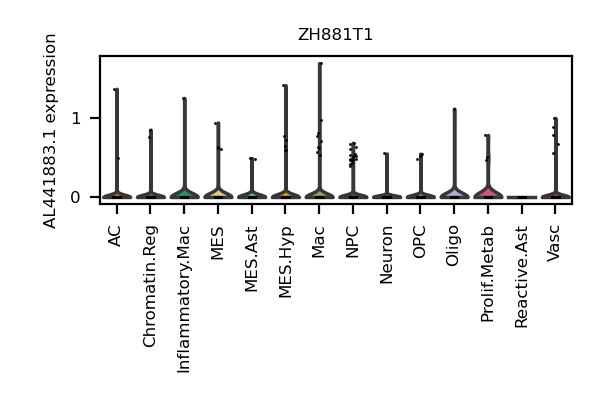 ZH881T1
AL441883.1 expression
1
0
AC
Chromatin.Reg
Inflammatory.Mac
MES
MES.Ast
MES.Hyp
Mac
NPC
Neuron
OPC
Oligo
Prolif.Metab
Reactive.Ast
Vasc